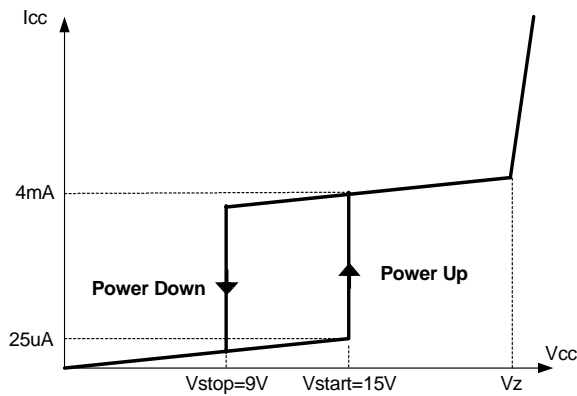 Icc
4mA
Power Down
Power Up
25uA
Vcc
Vstop=9V
Vstart=15V
Vz